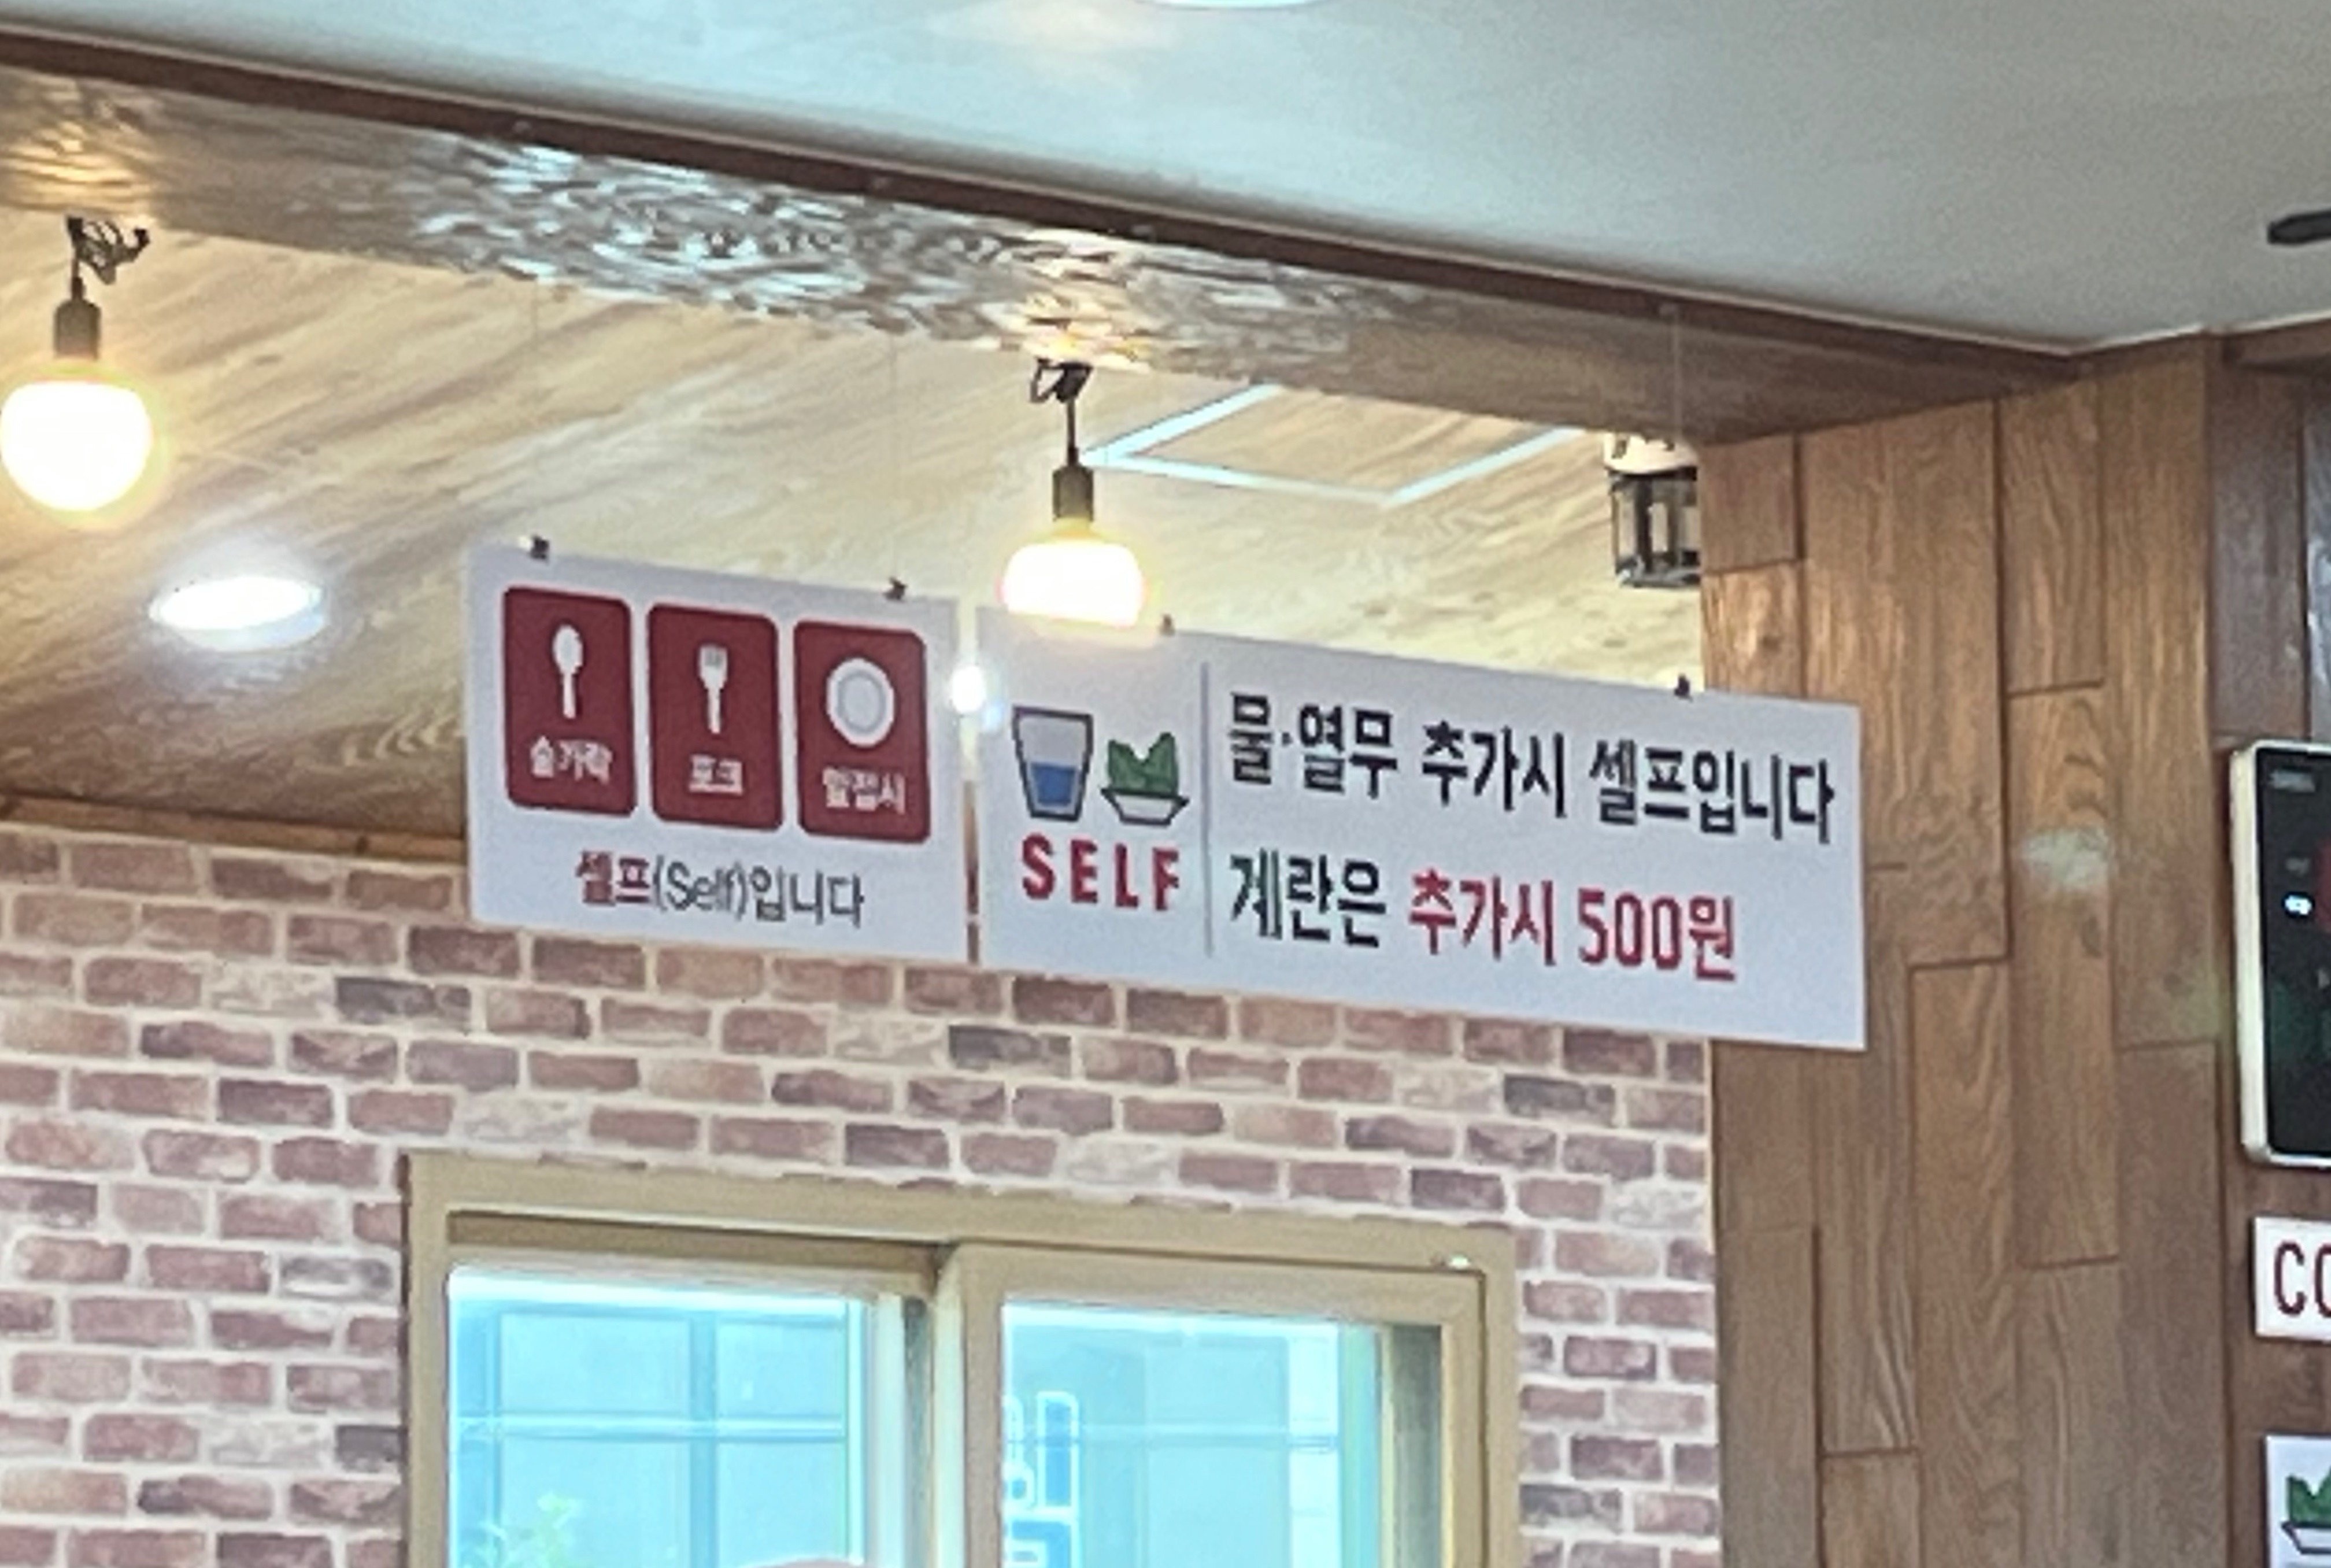 숟가락
포크
앞접시
셀프(Self)입니다
SELF
물·열무 추가시 셀프입니다
계란은 추가시 500원